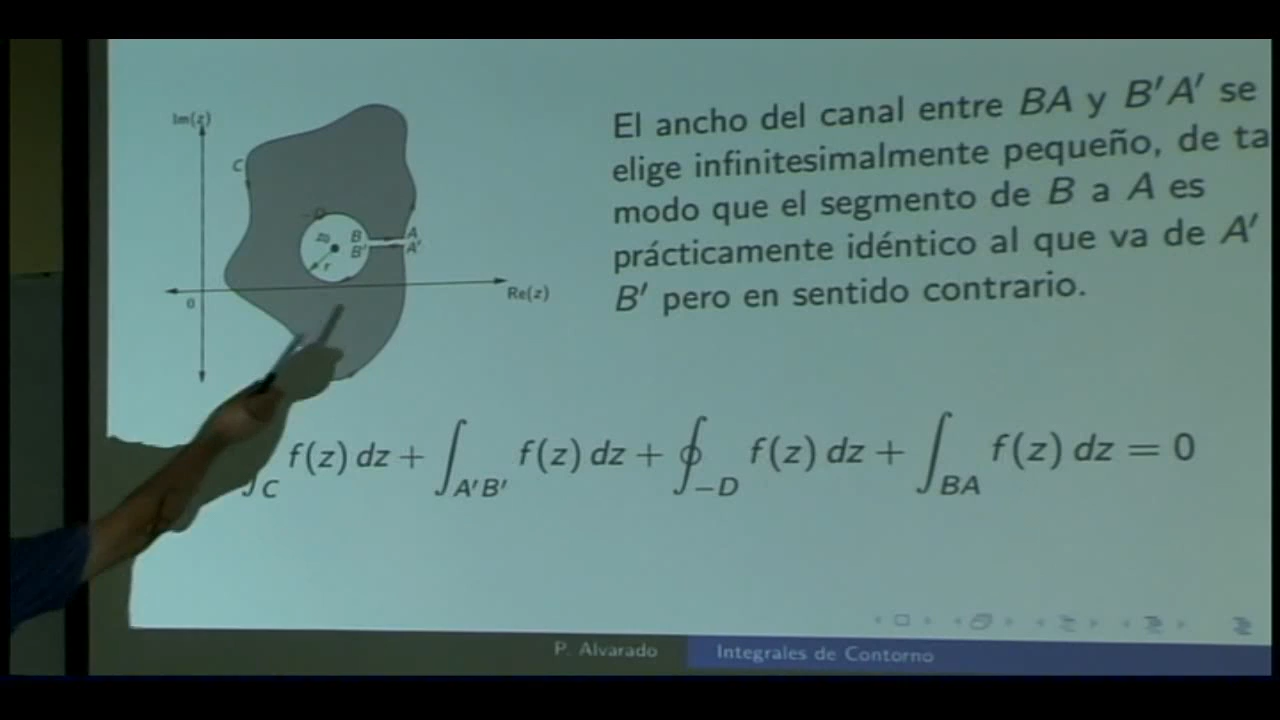 Im(z)
C
-D
z₀
B
A
B′
A′
r
0
Re(z)
El ancho del canal entre BA y B′A′ se
elige infinitesimalmente pequeño, de ta
modo que el segmento de B a A es
prácticamente idéntico al que va de A′
B′ pero en sentido contrario.
∫_C f(z) dz + ∫_{A′B′} f(z) dz + ∮_{-D} f(z) dz + ∫_{BA} f(z) dz = 0
P. Alvarado
Integrales de Contorno